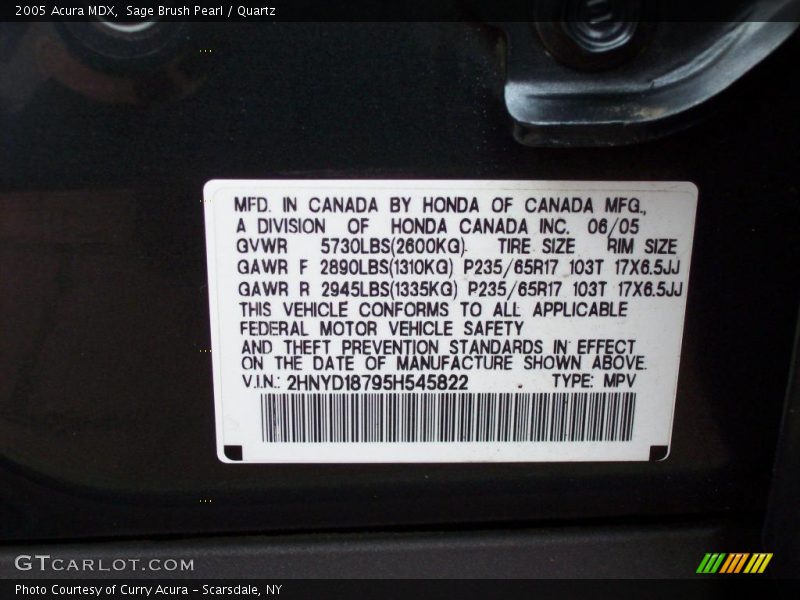 2005 Acura MDX, Sage Brush Pearl / Quartz
MFD. IN CANADA BY HONDA OF CANADA MFG.,
A DIVISION OF HONDA CANADA INC. 06/05
GVWR 5730LBS(2600KG) TIRE SIZE RIM SIZE
GAWR F 2890LBS(1310KG) P235/65R17 103T 17X6.5JJ
GAWR R 2945LBS(1335KG) P235/65R17 103T 17X6.5JJ
THIS VEHICLE CONFORMS TO ALL APPLICABLE
FEDERAL MOTOR VEHICLE SAFETY
AND THEFT PREVENTION STANDARDS IN EFFECT
ON THE DATE OF MANUFACTURE SHOWN ABOVE.
V.I.N.: 2HNYD18795H545822 TYPE: MPV
GTCARLOT.COM
Photo Courtesy of Curry Acura - Scarsdale, NY